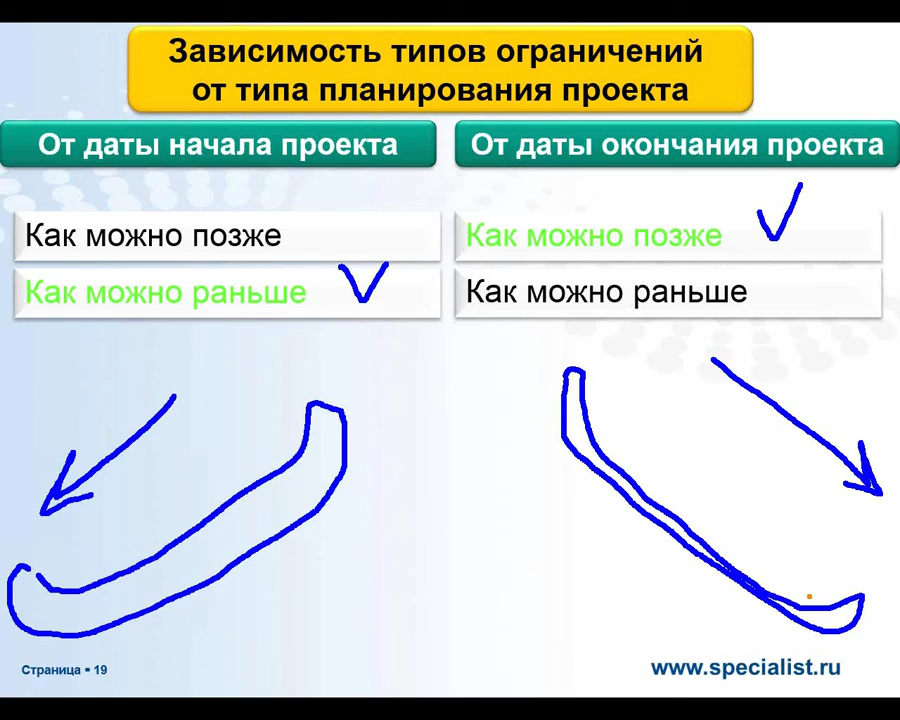 Зависимость типов ограничений
от типа планирования проекта
От даты начала проекта
От даты окончания проекта
Как можно позже
Как можно позже
Как можно раньше
Как можно раньше
Страница ▪ 19
www.specialist.ru